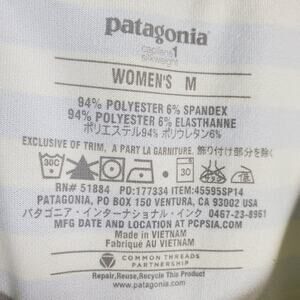 patagonia®
capilene 1
silkweight
WOMEN'S M
94% POLYESTER 6% SPANDEX
94% POLYESTER 6% ELASTHANNE
ポリエステル94% ポリウレタン6%
EXCLUSIVE OF TRIM, A PART LA GARNITURE. 飾り付け部分を除く
30
RN# 51884 PO:177334 ITEM:45595SP14
PATAGONIA, PO BOX 150 VENTURA, CA 93002 USA
パタゴニア・インターナショナル・インク 0467-23-8961
MFG DATE AND LOCATION AT PCPSIA.COM
MADE IN VIETNAM
Fabriqué AU VIETNAM
COMMON THREADS
PARTNERSHIP
Repair,Reuse,Recycle This Product
www.patagonia.com